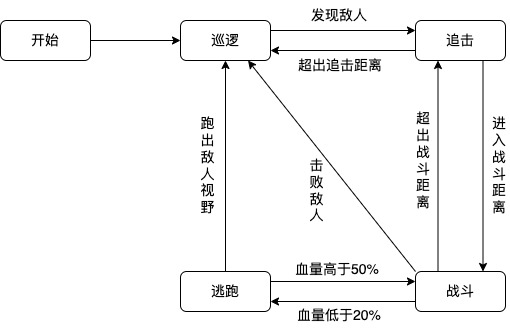 开始
巡逻
发现敌人
超出追击距离
追击
跑出敌人视野
击败敌人
超出战斗距离
进入战斗距离
逃跑
血量高于50%
血量低于20%
战斗